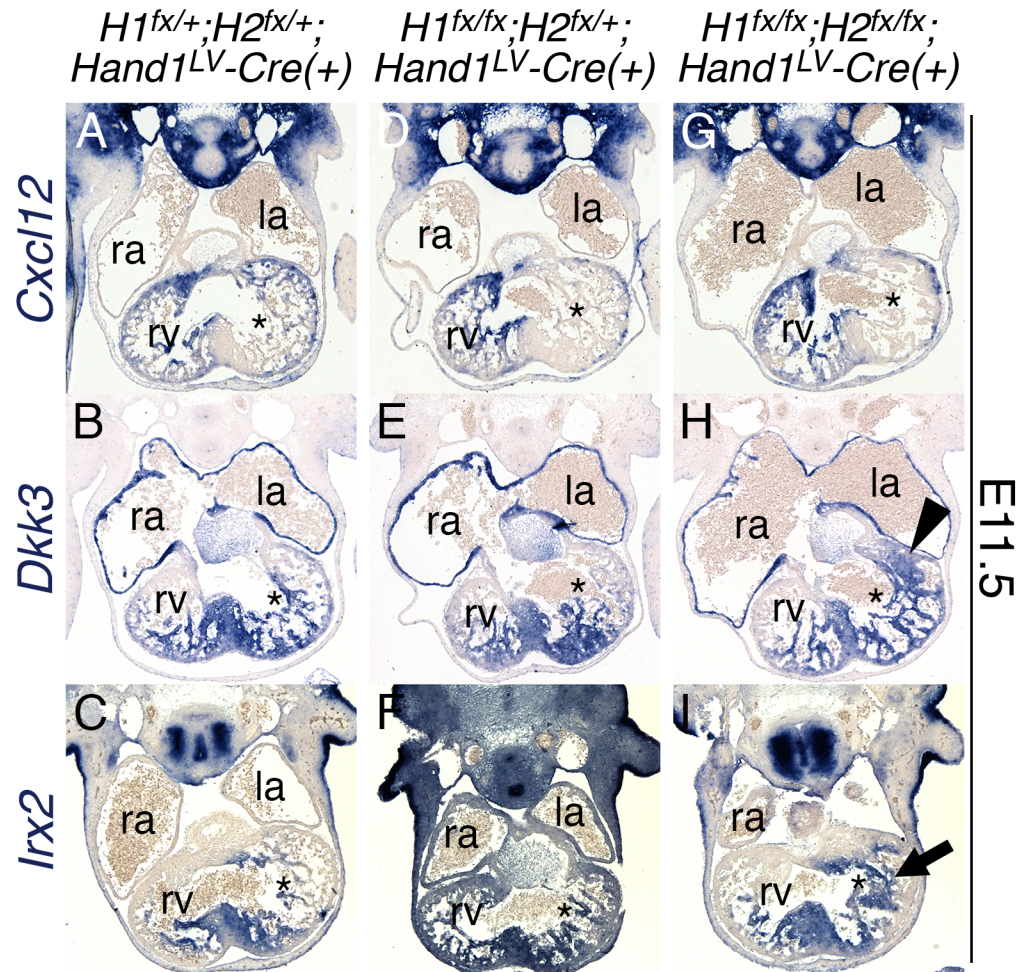 H1fx/+;H2fx/+; H1fx/fx;H2fx/+; H1fx/fx;H2fx/fx;
Hand1LV-Cre(+) Hand1LV-Cre(+) Hand1LV-Cre(+)
Cxcl12
A
ra
la
rv
*
D
ra
la
rv
*
G
ra
la
rv
*
Dkk3
B
ra
la
rv
*
E
ra
la
rv
*
H
ra
la
rv
*
Irx2
C
ra
la
rv
*
F
ra
la
rv
*
I
ra
rv
*
E11.5